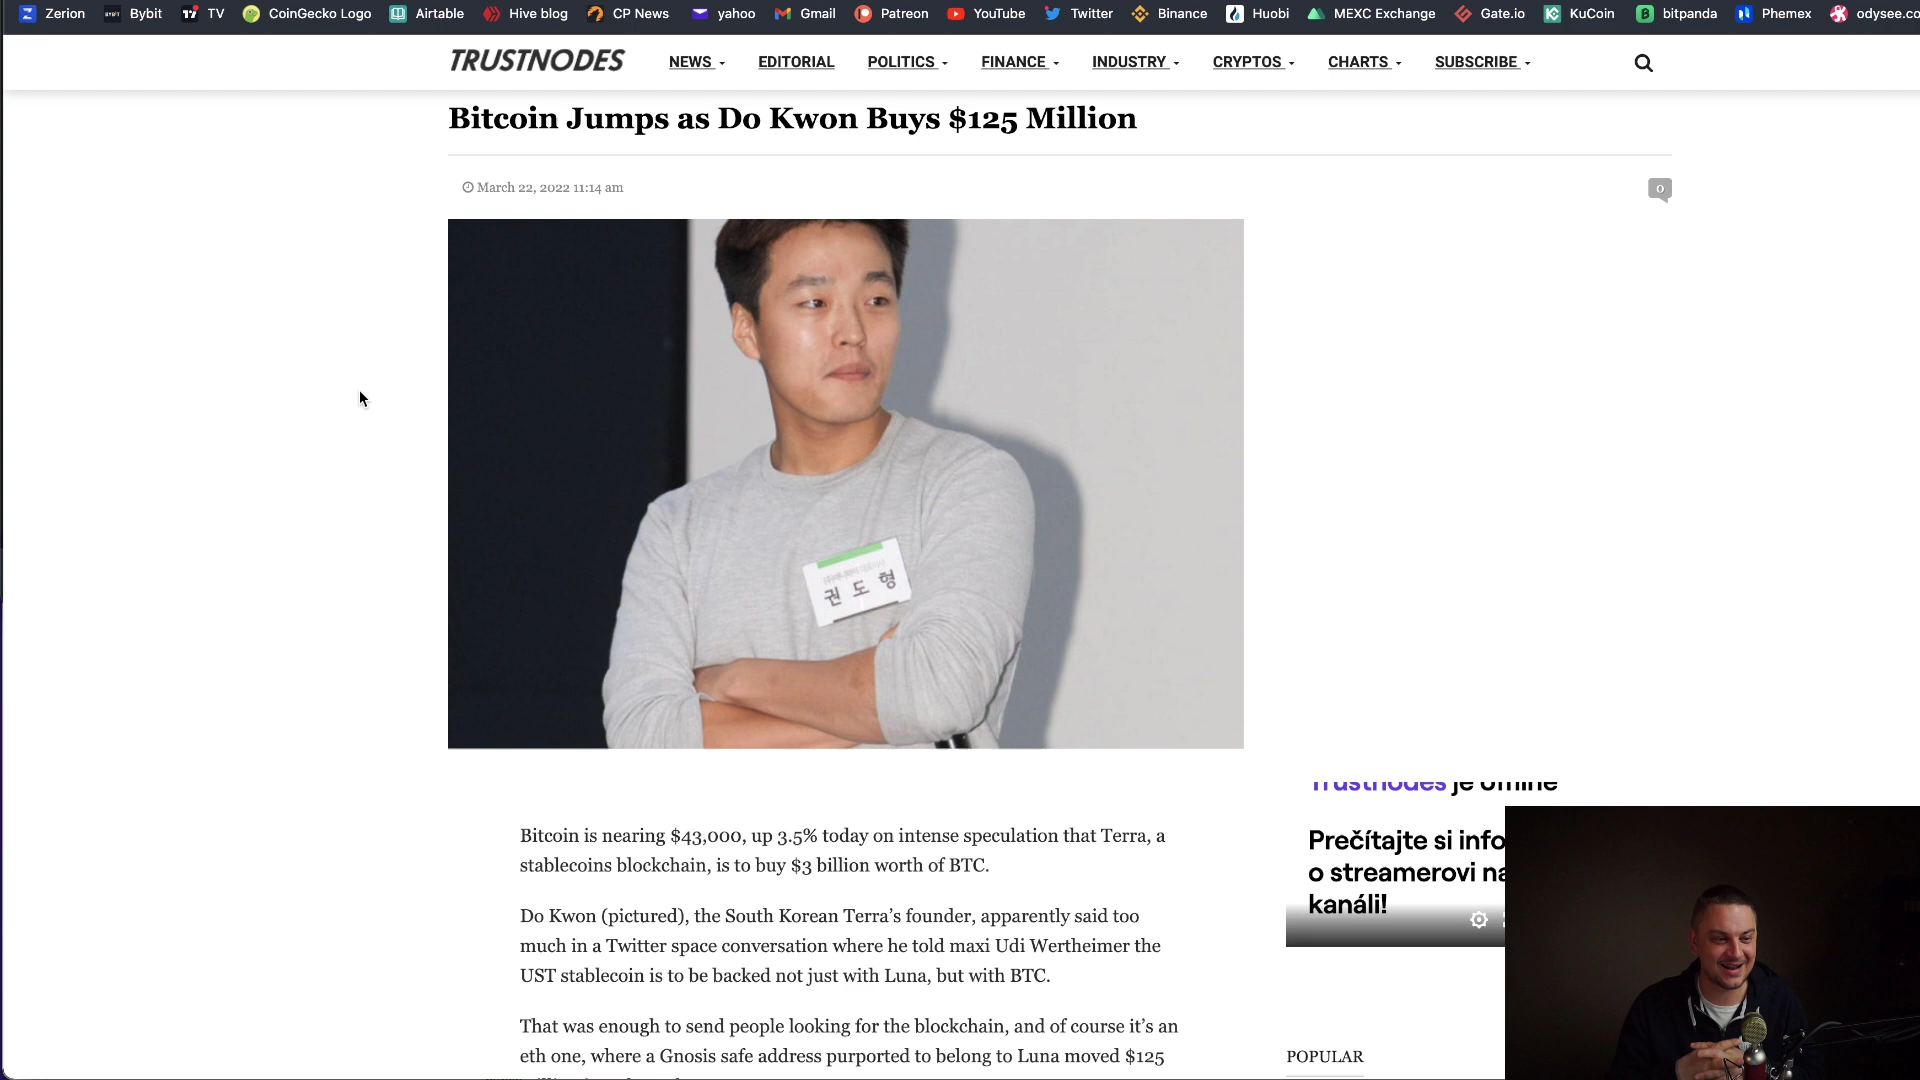 Zerion Bybit TV CoinGecko Logo Airtable Hive blog CP News yahoo Gmail Patreon YouTube Twitter Binance Huobi MEXC Exchange Gate.io KuCoin bitpanda Phemex odysee.co
TRUSTNODES NEWS EDITORIAL POLITICS FINANCE INDUSTRY CRYPTOS CHARTS SUBSCRIBE
Bitcoin Jumps as Do Kwon Buys $125 Million
March 22, 2022 11:14 am
0
권도형
Bitcoin is nearing $43,000, up 3.5% today on intense speculation that Terra, a
stablecoins blockchain, is to buy $3 billion worth of BTC.
Do Kwon (pictured), the South Korean Terra’s founder, apparently said too
much in a Twitter space conversation where he told maxi Udi Wertheimer the
UST stablecoin is to be backed not just with Luna, but with BTC.
That was enough to send people looking for the blockchain, and of course it’s an
eth one, where a Gnosis safe address purported to belong to Luna moved $125
Trustnodes je offline
Prečítajte si info
o streamerovi na
kanáli!
POPULAR